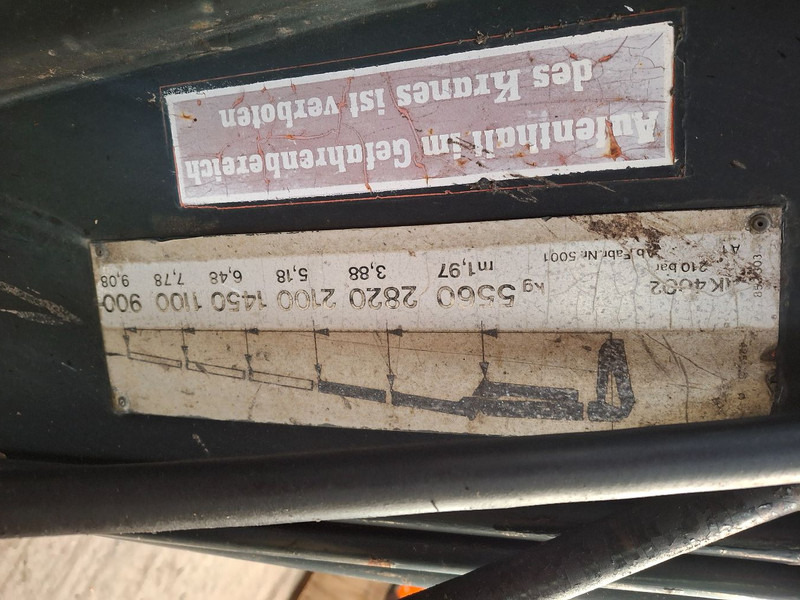 Aufenthalt im Gefahrenbereich
des Kranes ist verboten
210 bar
Ab Fabr. Nr. 5001
A1
kg 5560 2820 2100 1450 1100 900
m 1,97 3,88 5,18 6,48 7,78 9,08